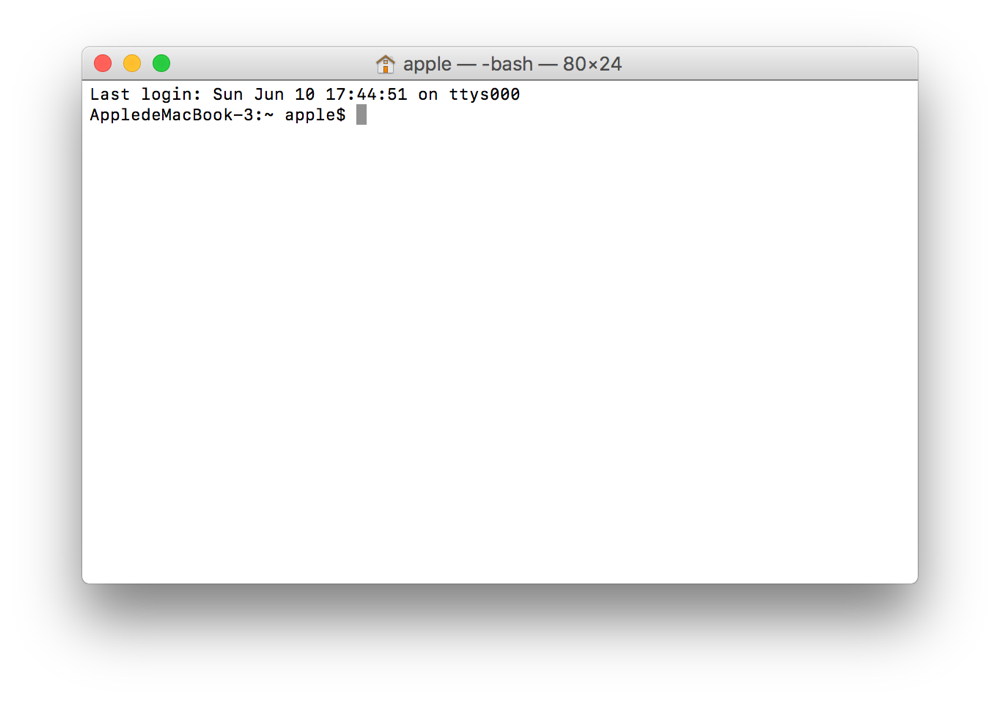 apple — -bash — 80×24
Last login: Sun Jun 10 17:44:51 on ttys000
AppledeMacBook-3:~ apple$